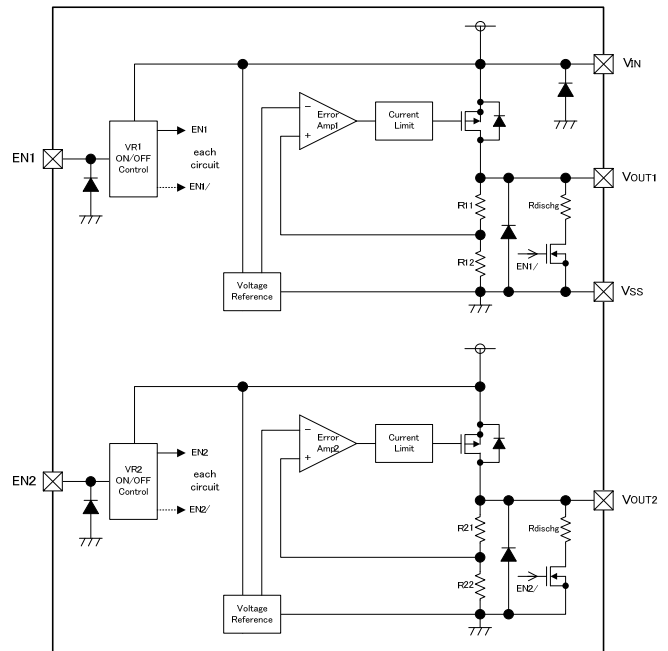 VIN
Error
Amp1
−
+
Current
Limit
VR1
ON/OFF
Control
EN1
EN1
each
circuit
EN1/
VOUT1
R11
Rdischg
R12
EN1/
Voltage
Reference
VSS
Error
Amp2
−
+
Current
Limit
VR2
ON/OFF
Control
EN2
EN2
each
circuit
EN2/
VOUT2
R21
Rdischg
R22
EN2/
Voltage
Reference